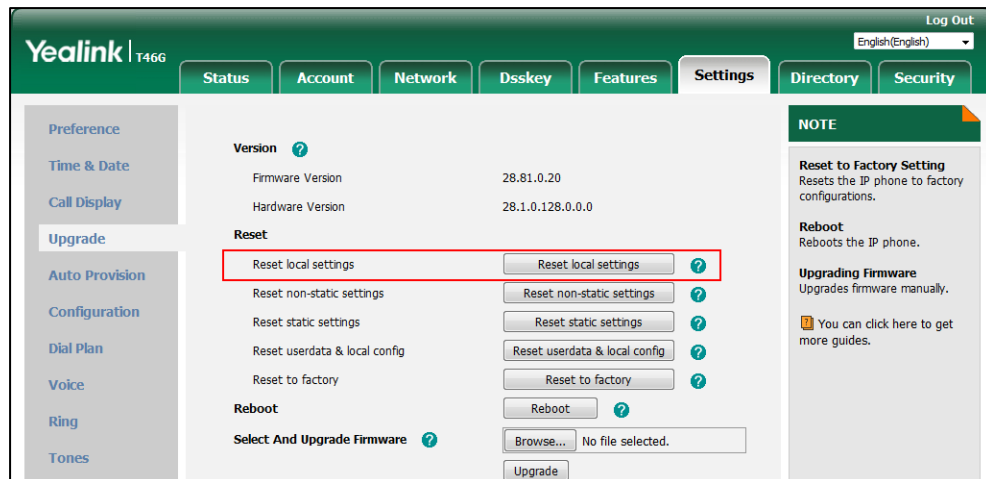 Log Out
Yealink T46G
English(English)
Status Account Network Dsskey Features Settings Directory Security
Preference
Time & Date
Call Display
Upgrade
Auto Provision
Configuration
Dial Plan
Voice
Ring
Tones
Version ?
Firmware Version 28.81.0.20
Hardware Version 28.1.0.128.0.0.0
Reset
Reset local settings Reset local settings ?
Reset non-static settings Reset non-static settings ?
Reset static settings Reset static settings ?
Reset userdata & local config Reset userdata & local config ?
Reset to factory Reset to factory ?
Reboot Reboot ?
Select And Upgrade Firmware ? Browse... No file selected.
Upgrade
NOTE
Reset to Factory Setting
Resets the IP phone to factory
configurations.
Reboot
Reboots the IP phone.
Upgrading Firmware
Upgrades firmware manually.
? You can click here to get
more guides.